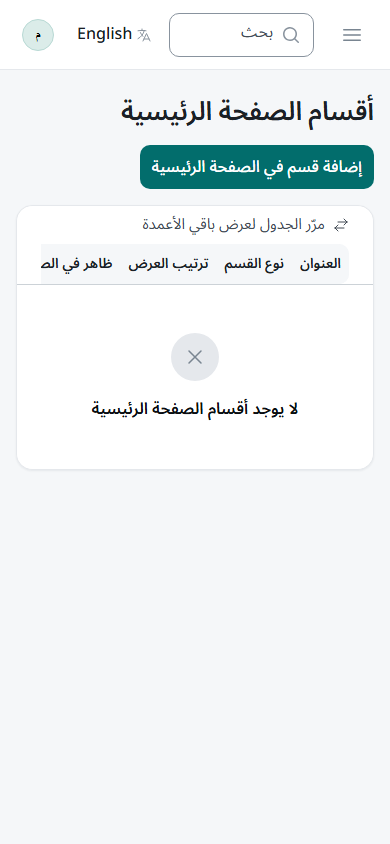 بحث
English
م
أقسام الصفحة الرئيسية
إضافة قسم في الصفحة الرئيسية
مرّر الجدول لعرض باقي الأعمدة
العنوان نوع القسم ترتيب العرض ظاهر في
لا يوجد أقسام الصفحة الرئيسية